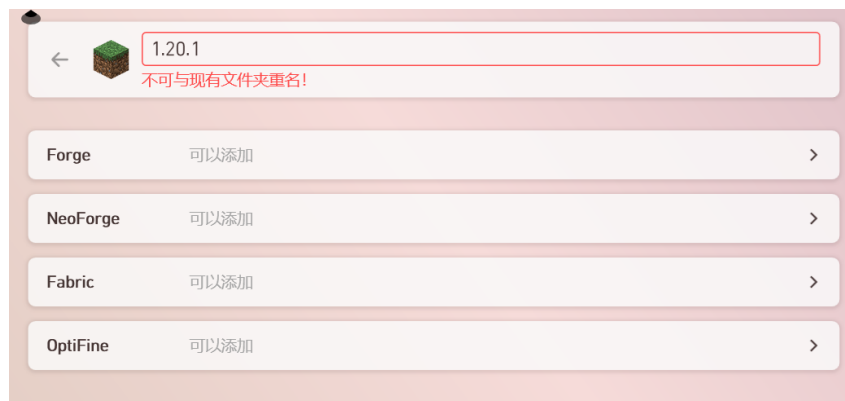 1.20.1
不可与现有文件夹重名!
Forge 可以添加
NeoForge 可以添加
Fabric 可以添加
OptiFine 可以添加